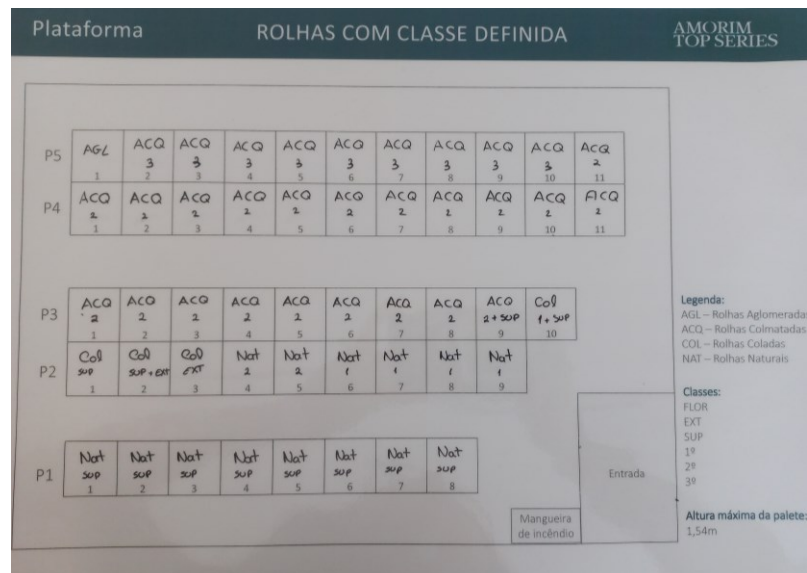 Plataforma ROLHAS COM CLASSE DEFINIDA AMORIM
TOP SERIES
P5 AGL ACQ ACQ ACQ ACQ ACQ ACQ ACQ ACQ ACQ ACQ
3 3 3 3 3 3 3 3 3 2
1 2 3 4 5 6 7 8 9 10 11
P4 ACQ ACQ ACQ ACQ ACQ ACQ ACQ ACQ ACQ ACQ ACQ
2 2 2 2 2 2 2 2 2 2 2
1 2 3 4 5 6 7 8 9 10 11
P3 ACQ ACQ ACQ ACQ ACQ ACQ ACQ ACQ ACQ Col
2 2 2 2 2 2 2 2 2+SUP 1+SUP
1 2 3 4 5 6 7 8 9 10
P2 Col Col Col Nat Nat Nat Nat Nat Nat
SUP SUP+EXT EXT 2 2 1 1 1 1
1 2 3 4 5 6 7 8 9
P1 Nat Nat Nat Nat Nat Nat Nat Nat
SUP SUP SUP SUP SUP SUP SUP SUP
1 2 3 4 5 6 7 8
Entrada
Mangueira
de incêndio
Legenda:
AGL – Rolhas Aglomerada
ACQ – Rolhas Colmatadas
COL – Rolhas Coladas
NAT – Rolhas Naturais
Classes:
FLOR
EXT
SUP
1º
2º
3º
Altura máxima da palete:
1,54m